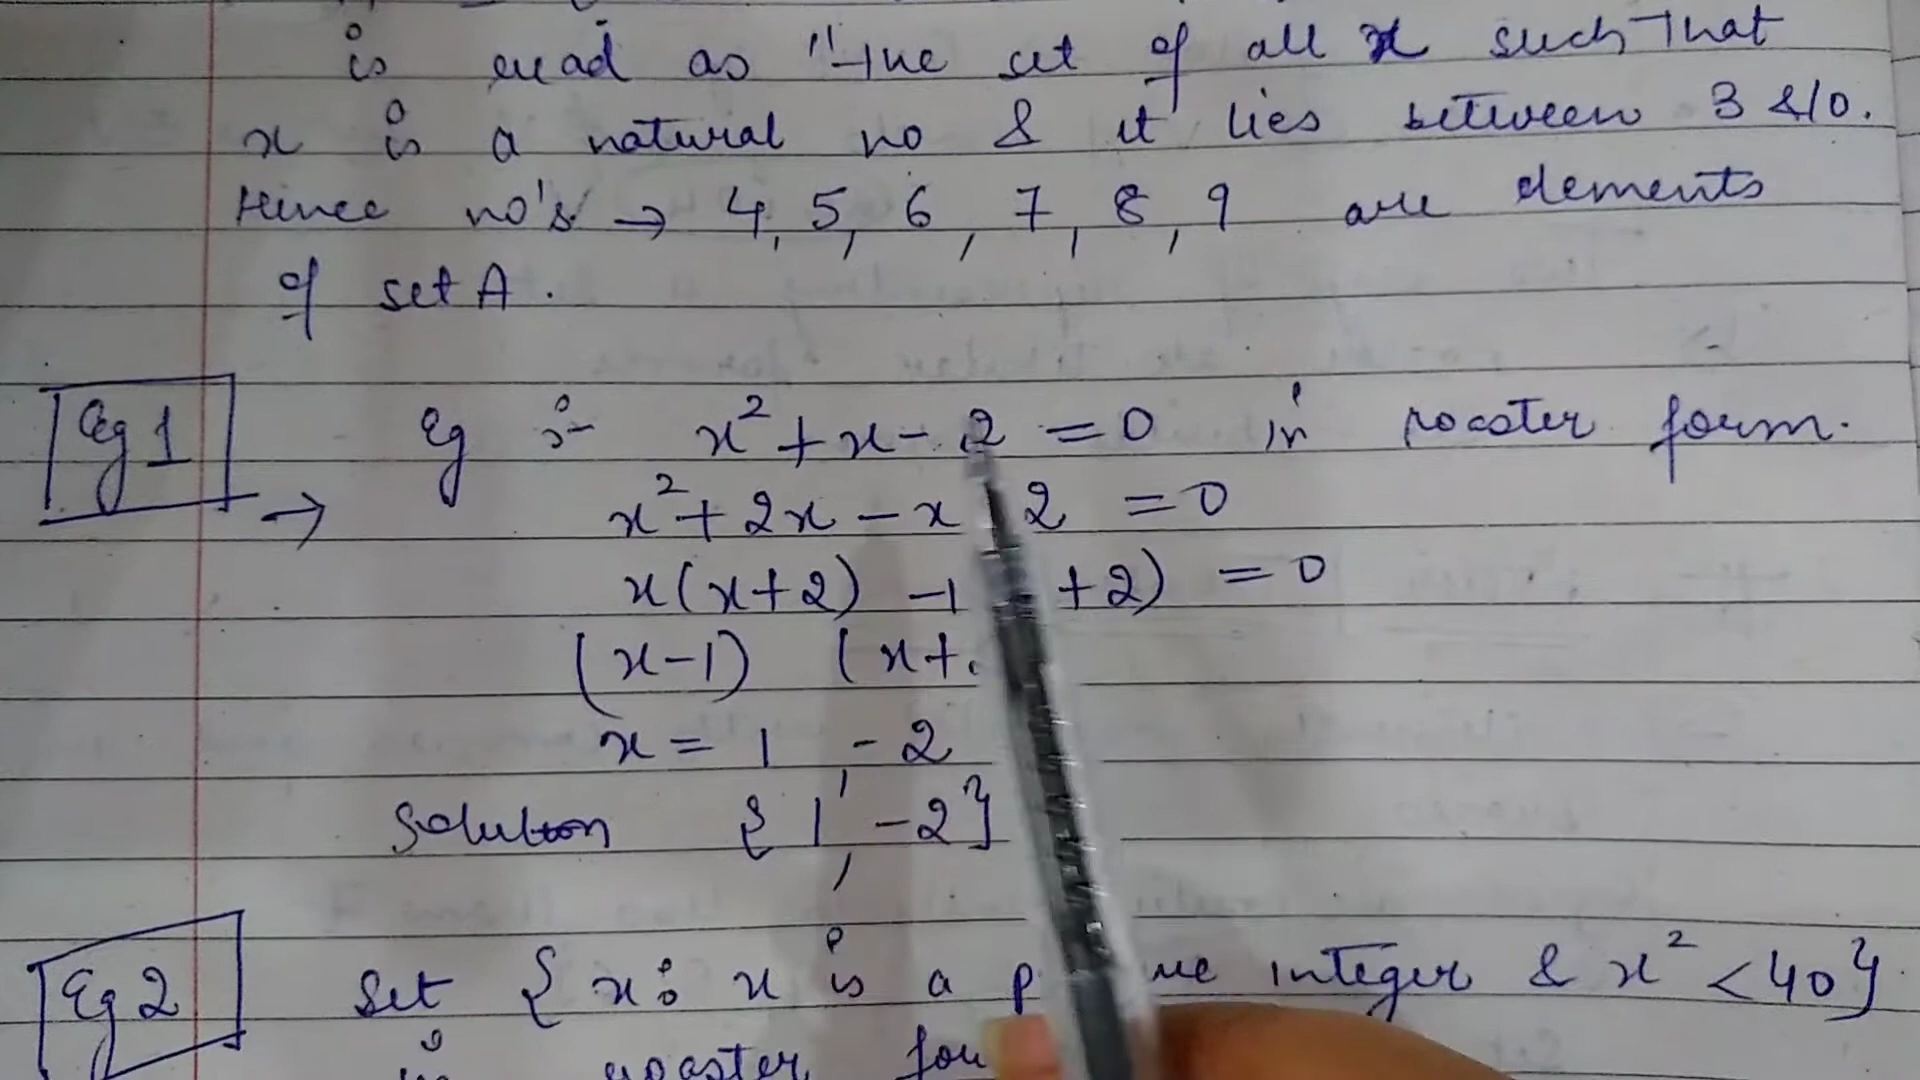 is read as "The set of all x such That
x is a natural no & it lies between 3 & 10.
Hence no's → 4, 5, 6, 7, 8, 9 are elements
of set A.
Eg 1 Eg :- x² + x - 2 = 0 in roaster form.
→ x² + 2x - x 2 = 0
x(x+2) -1 +2) = 0
(x-1) (x+
x = 1, -2
Solution {1, -2}
Eg 2 Set {x : x is a p ve integer & x² < 40}
in roaster for